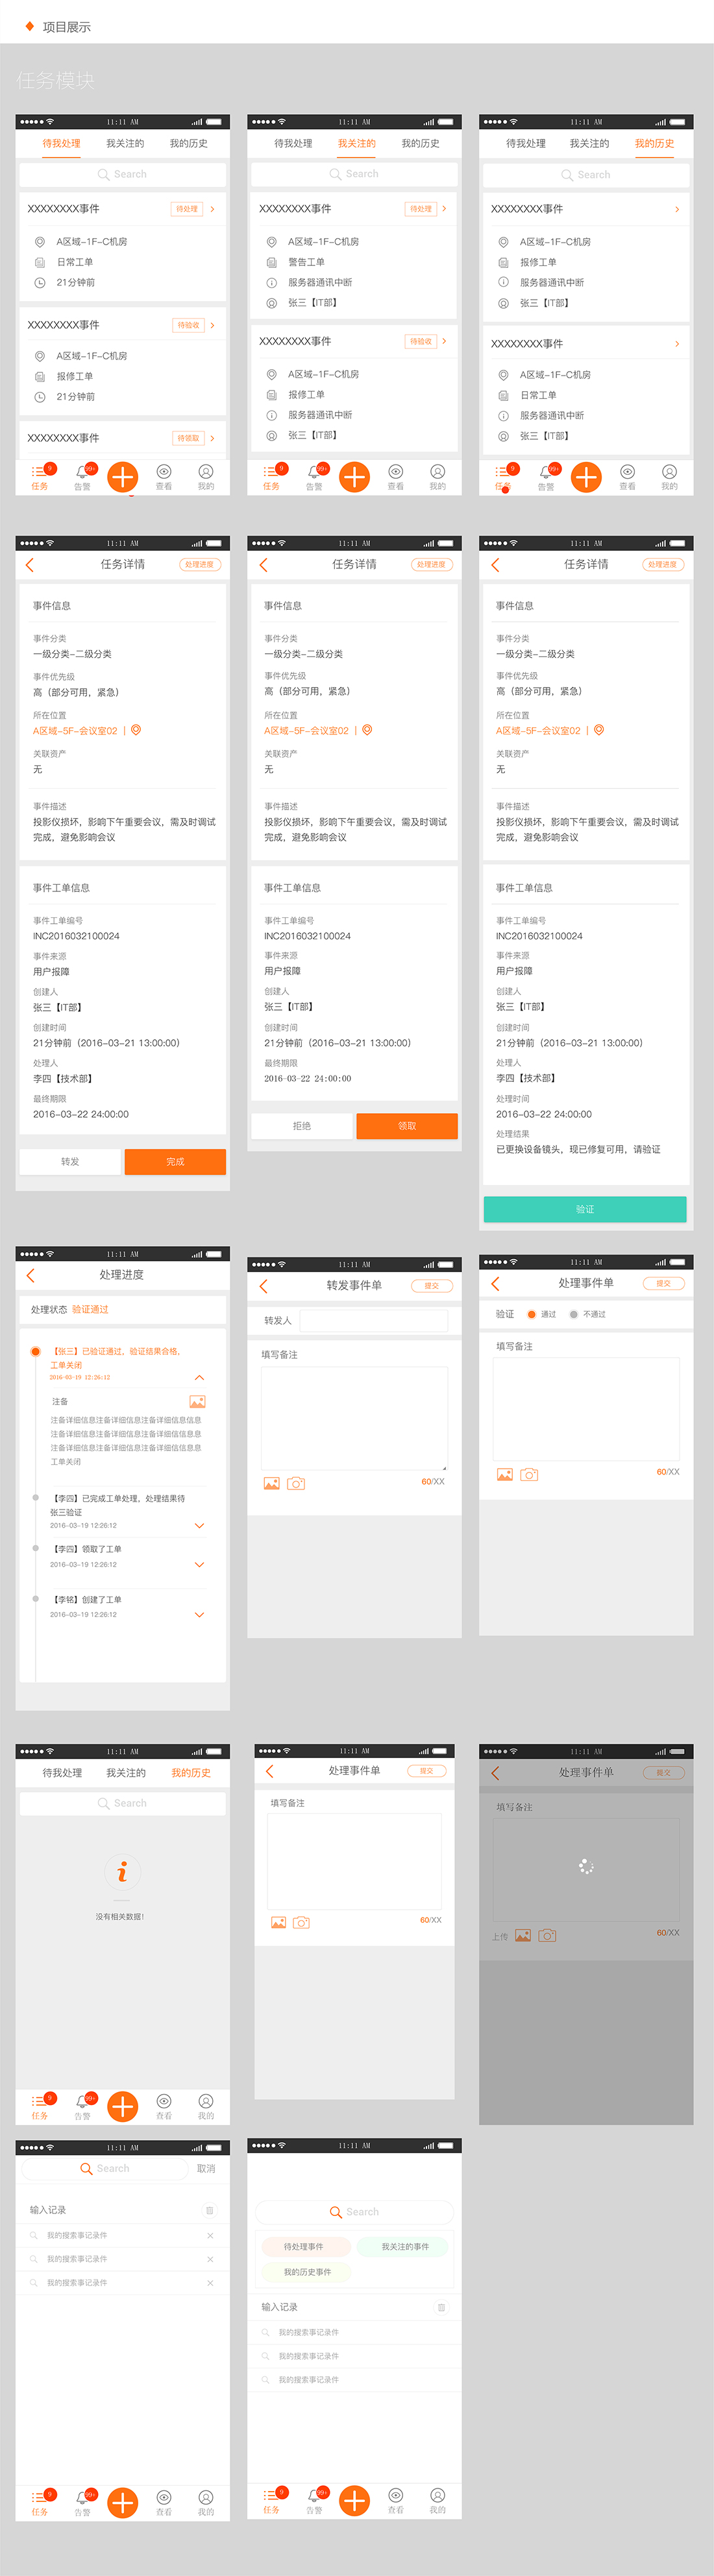 项目展示
任务模块
11:11 AM
待我处理 我关注的 我的历史
Search
XXXXXXXX事件 待处理
A区域-1F-C机房
日常工单
21分钟前
XXXXXXXX事件 待验收
A区域-1F-C机房
报修工单
21分钟前
XXXXXXXX事件 待领取
9 99+
任务 告警 查看 我的
11:11 AM
待我处理 我关注的 我的历史
Search
XXXXXXXX事件 待处理
A区域-1F-C机房
警告工单
服务器通讯中断
张三【IT部】
XXXXXXXX事件 待验收
A区域-1F-C机房
报修工单
服务器通讯中断
张三【IT部】
9 99+
任务 告警 查看 我的
11:11 AM
待我处理 我关注的 我的历史
Search
XXXXXXXX事件
A区域-1F-C机房
报修工单
服务器通讯中断
张三【IT部】
XXXXXXXX事件
A区域-1F-C机房
日常工单
服务器通讯中断
张三【IT部】
9 99+
任务 告警 查看 我的
11:11 AM
任务详情 处理进度
事件信息
事件分类
一级分类-二级分类
事件优先级
高（部分可用，紧急）
所在位置
A区域-5F-会议室02
关联资产
无
事件描述
投影仪损坏，影响下午重要会议，需及时调试
完成，避免影响会议
事件工单信息
事件工单编号
INC2016032100024
事件来源
用户报障
创建人
张三【IT部】
创建时间
21分钟前（2016-03-21 13:00:00）
处理人
李四【技术部】
最终期限
2016-03-22 24:00:00
转发 完成
11:11 AM
任务详情 处理进度
事件信息
事件分类
一级分类-二级分类
事件优先级
高（部分可用，紧急）
所在位置
A区域-5F-会议室02
关联资产
无
事件描述
投影仪损坏，影响下午重要会议，需及时调试
完成，避免影响会议
事件工单信息
事件工单编号
INC2016032100024
事件来源
用户报障
创建人
张三【IT部】
创建时间
21分钟前（2016-03-21 13:00:00）
最终期限
2016-03-22 24:00:00
拒绝 领取
11:11 AM
任务详情 处理进度
事件信息
事件分类
一级分类-二级分类
事件优先级
高（部分可用，紧急）
所在位置
A区域-5F-会议室02
关联资产
无
事件描述
投影仪损坏，影响下午重要会议，需及时调试
完成，避免影响会议
事件工单信息
事件工单编号
INC2016032100024
事件来源
用户报障
创建人
张三【IT部】
创建时间
21分钟前（2016-03-21 13:00:00）
处理人
李四【技术部】
处理时间
2016-03-22 24:00:00
处理结果
已更换设备镜头，现已修复可用，请验证
验证
11:11 AM
处理进度
处理状态 验证通过
【张三】已验证通过，验证结果合格，
工单关闭
2016-03-19 12:26:12
注备
注备详细信息注备详细信息注备详细信息信息
注备详细信息注备详细信息注备详细信信息息
注备详细信息注备详细信息注备详细信信息息
工单关闭
【李四】已完成工单处理，处理结果待
张三验证
2016-03-19 12:26:12
【李四】领取了工单
2016-03-19 12:26:12
【李铭】创建了工单
2016-03-19 12:26:12
11:11 AM
转发事件单 提交
转发人
填写备注
60/XX
11:11 AM
处理事件单 提交
验证 通过 不通过
填写备注
60/XX
11:11 AM
待我处理 我关注的 我的历史
Search
没有相关数据！
9 99+
任务 告警 查看 我的
11:11 AM
处理事件单 提交
填写备注
60/XX
11:11 AM
处理事件单 提交
填写备注
上传 60/XX
11:11 AM
Search 取消
输入记录
我的搜索事记录件
我的搜索事记录件
我的搜索事记录件
9 99+
任务 告警 查看 我的
11:11 AM
Search
待处理事件 我关注的事件
我的历史事件
输入记录
我的搜索事记录件
我的搜索事记录件
我的搜索事记录件
9 99+
任务 告警 查看 我的